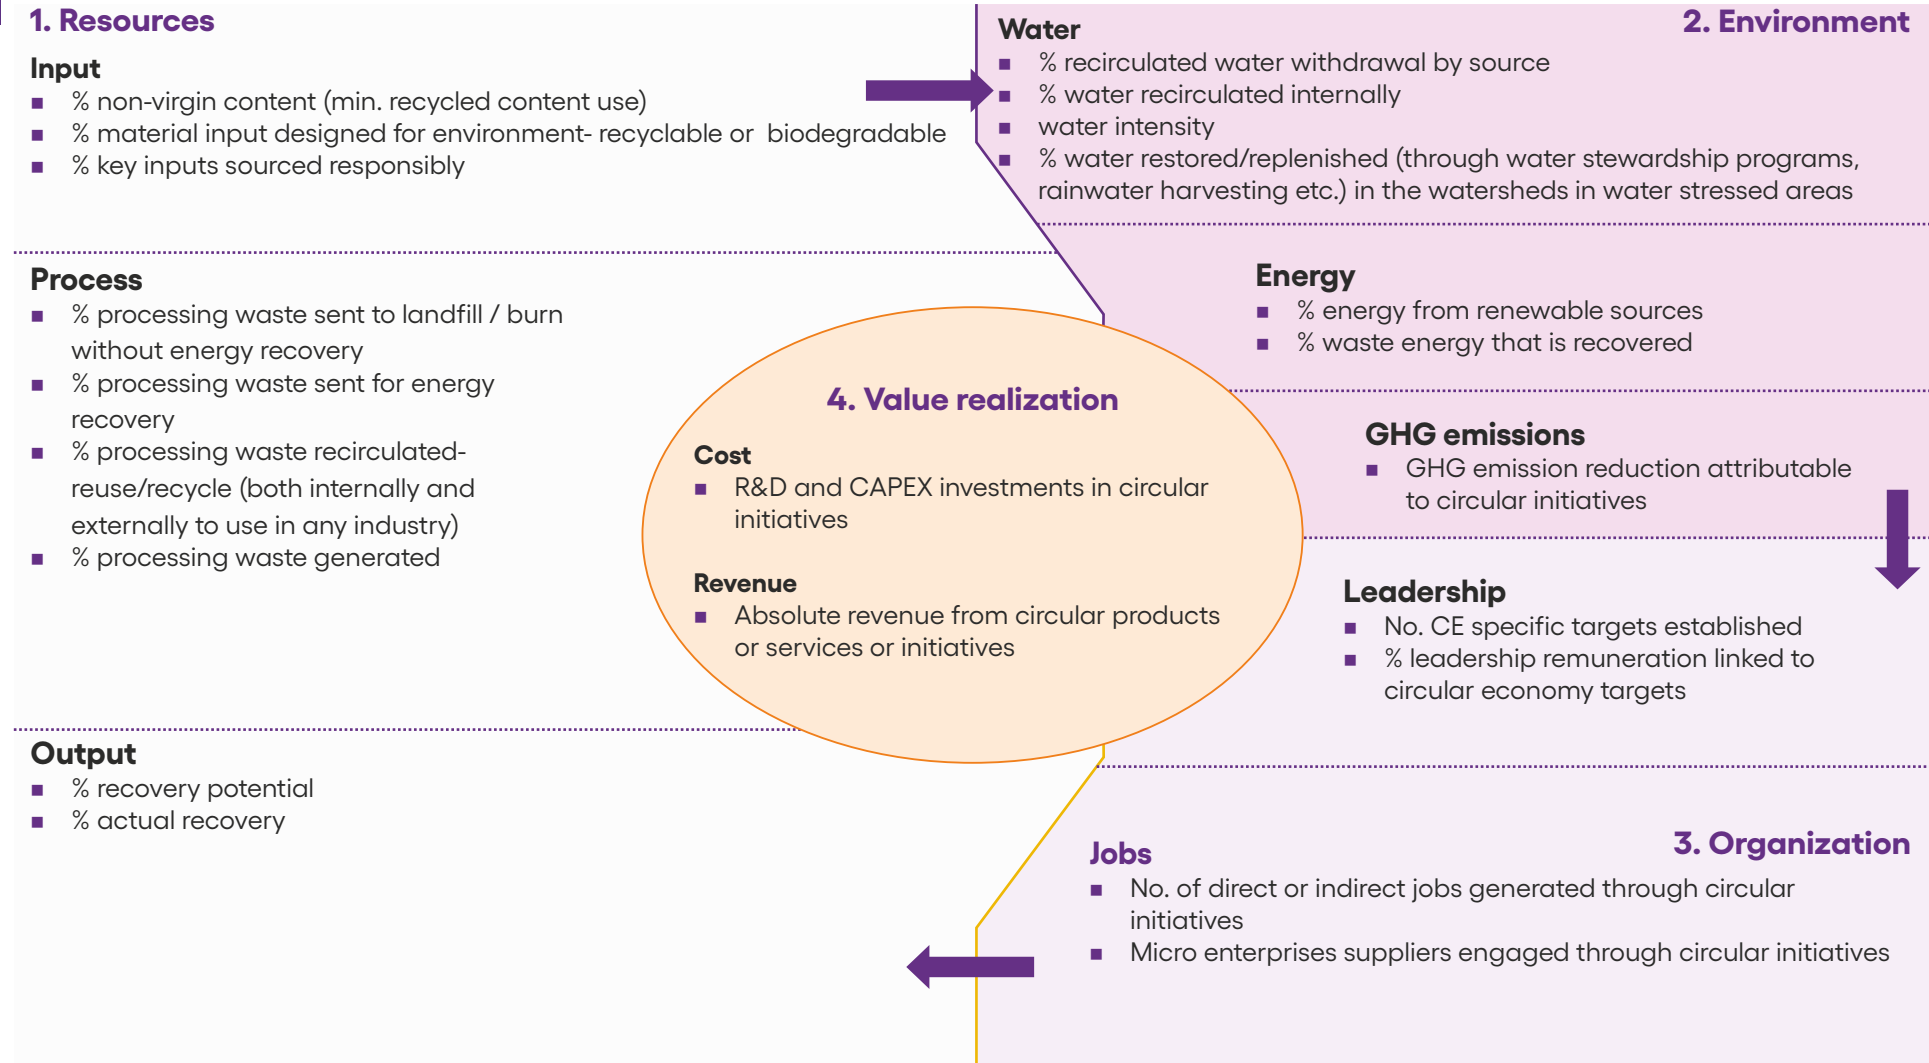 1. Resources
Input
% non-virgin content (min. recycled content use)
% material input designed for environment- recyclable or biodegradable
% key inputs sourced responsibly
Process
% processing waste sent to landfill / burn
without energy recovery
% processing waste sent for energy
recovery
% processing waste recirculated-
reuse/recycle (both internally and
externally to use in any industry)
% processing waste generated
Output
% recovery potential
% actual recovery
2. Environment
Water
% recirculated water withdrawal by source
% water recirculated internally
water intensity
% water restored/replenished (through water stewardship programs,
rainwater harvesting etc.) in the watersheds in water stressed areas
Energy
% energy from renewable sources
% waste energy that is recovered
GHG emissions
GHG emission reduction attributable
to circular initiatives
Leadership
No. CE specific targets established
% leadership remuneration linked to
circular economy targets
3. Organization
Jobs
No. of direct or indirect jobs generated through circular
initiatives
Micro enterprises suppliers engaged through circular initiatives
4. Value realization
Cost
R&D and CAPEX investments in circular
initiatives
Revenue
Absolute revenue from circular products
or services or initiatives